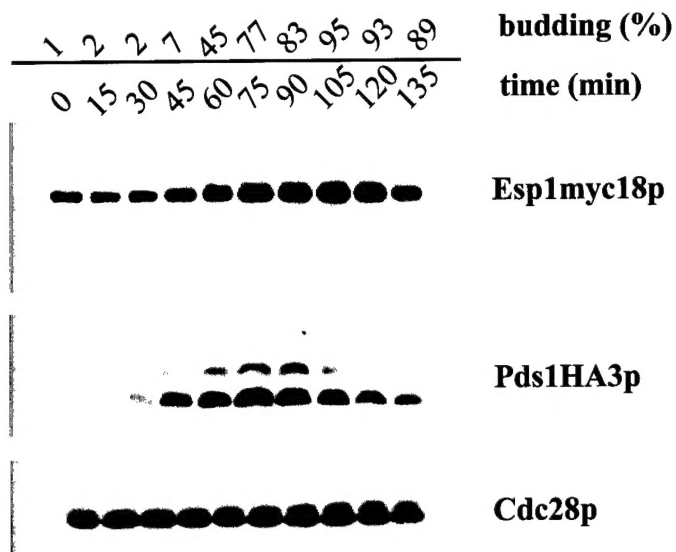 1 2 2 7 45 77 83 95 93 89 budding (%)
0 15 30 45 60 75 90 105 120 135 time (min)
Esp1myc18p
Pds1HA3p
Cdc28p